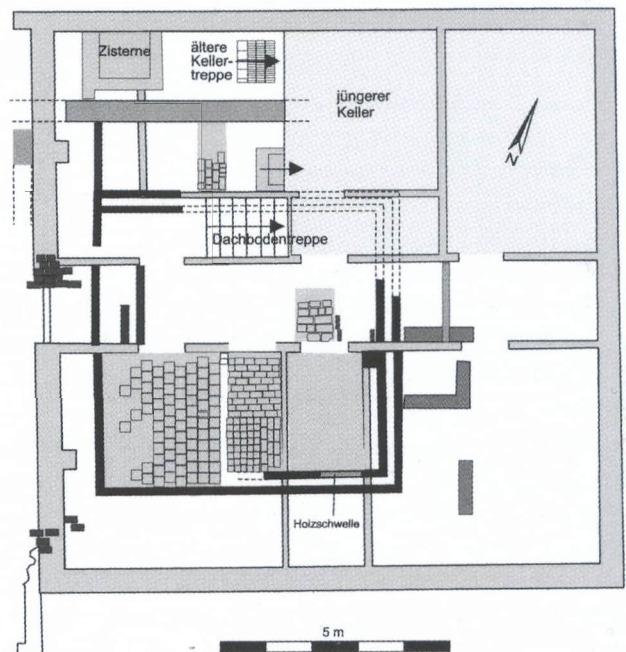 Zisterne
ältere
Keller-
treppe
jüngerer
Keller
N
Dachbodentreppe
Holzschwelle
5 m